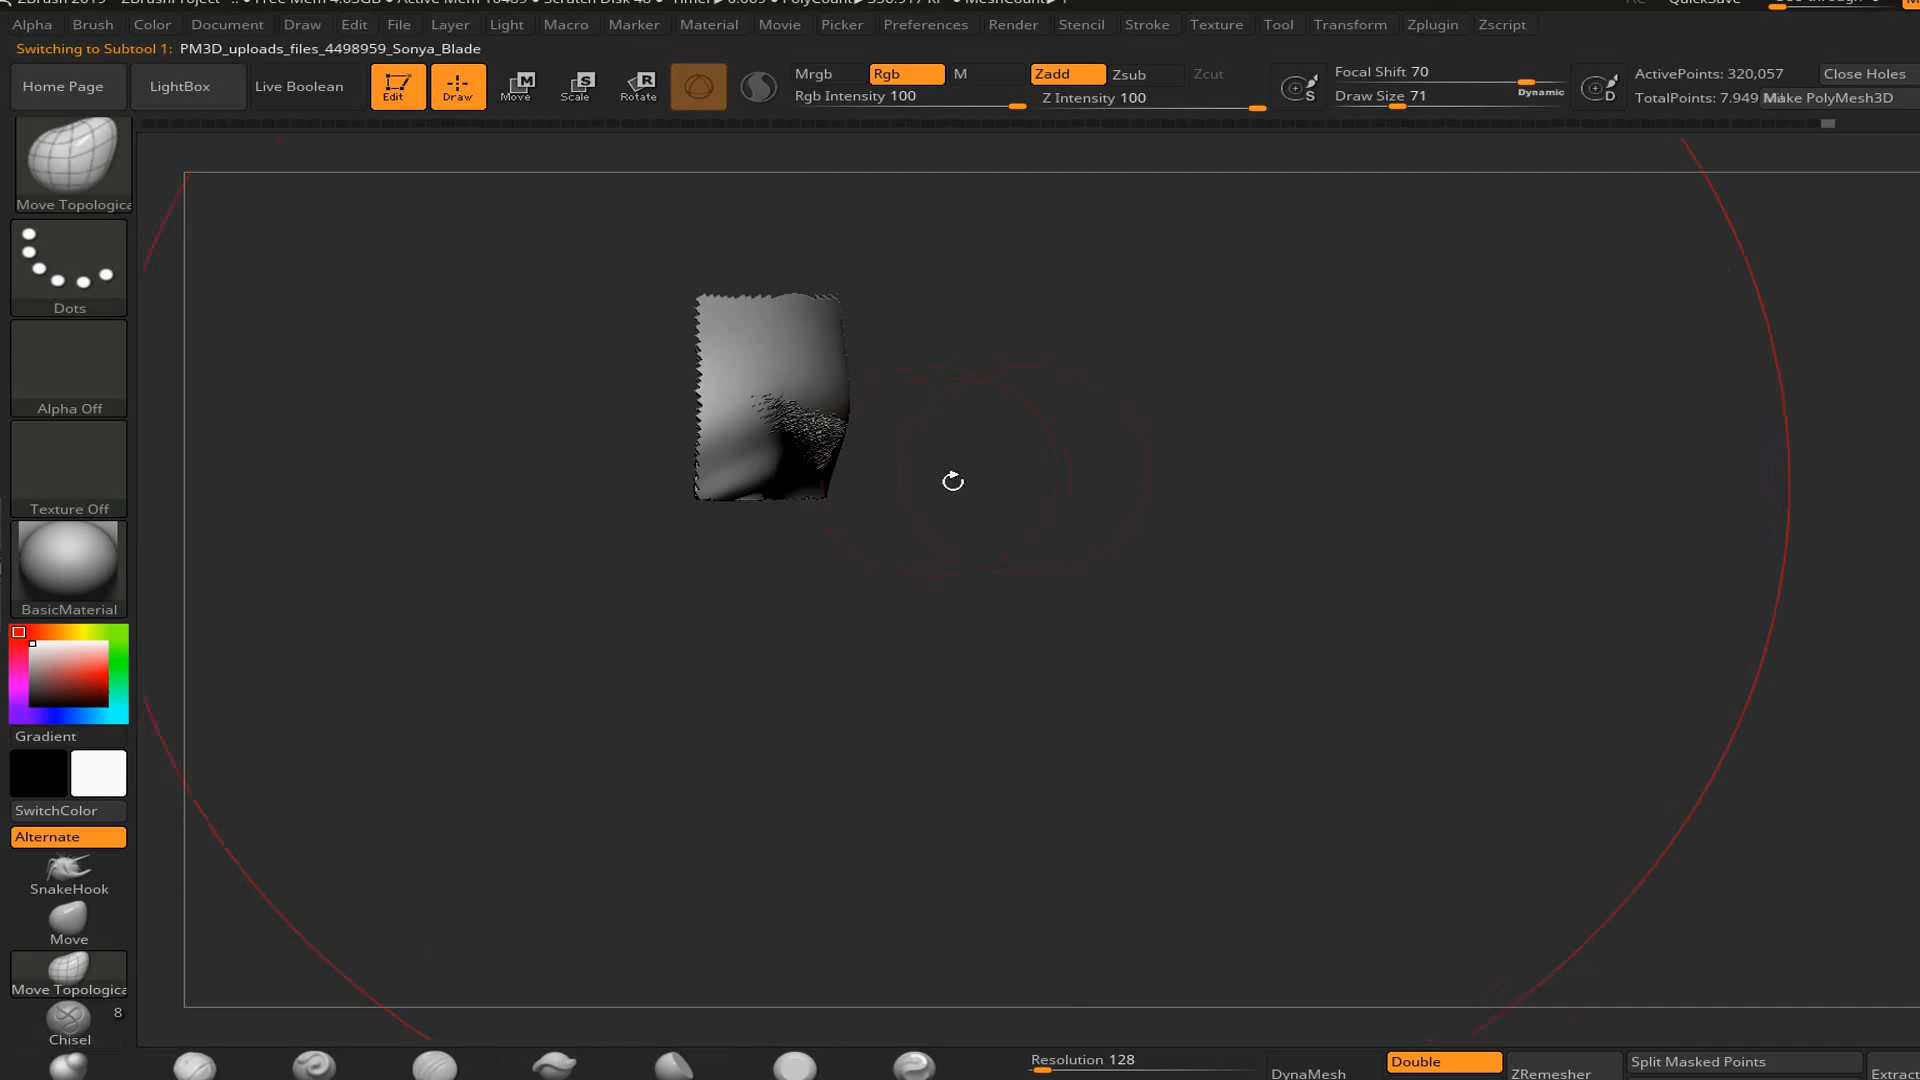 Alpha Brush Color Document Draw Edit File Layer Light Macro Marker Material Movie Picker Preferences Render Stencil Stroke Texture Tool Transform Zplugin Zscript
Switching to Subtool 1: PM3D_uploads_files_4498959_Sonya_Blade
Home Page LightBox Live Boolean Edit Draw Move Scale Rotate
M S R
Mrgb Rgb M Zadd Zsub Zcut
Rgb Intensity 100 Z Intensity 100
S Focal Shift 70
Draw Size 71 Dynamic
D ActivePoints: 320,057 Close Holes
TotalPoints: 7.949 Make PolyMesh3D
Move Topologica
Dots
Alpha Off
Texture Off
BasicMaterial
Gradient
SwitchColor
Alternate
SnakeHook
Move
Move Topologica
8
Chisel
Resolution 128
DynaMesh
Double
ZRemesher
Split Masked Points
Extract